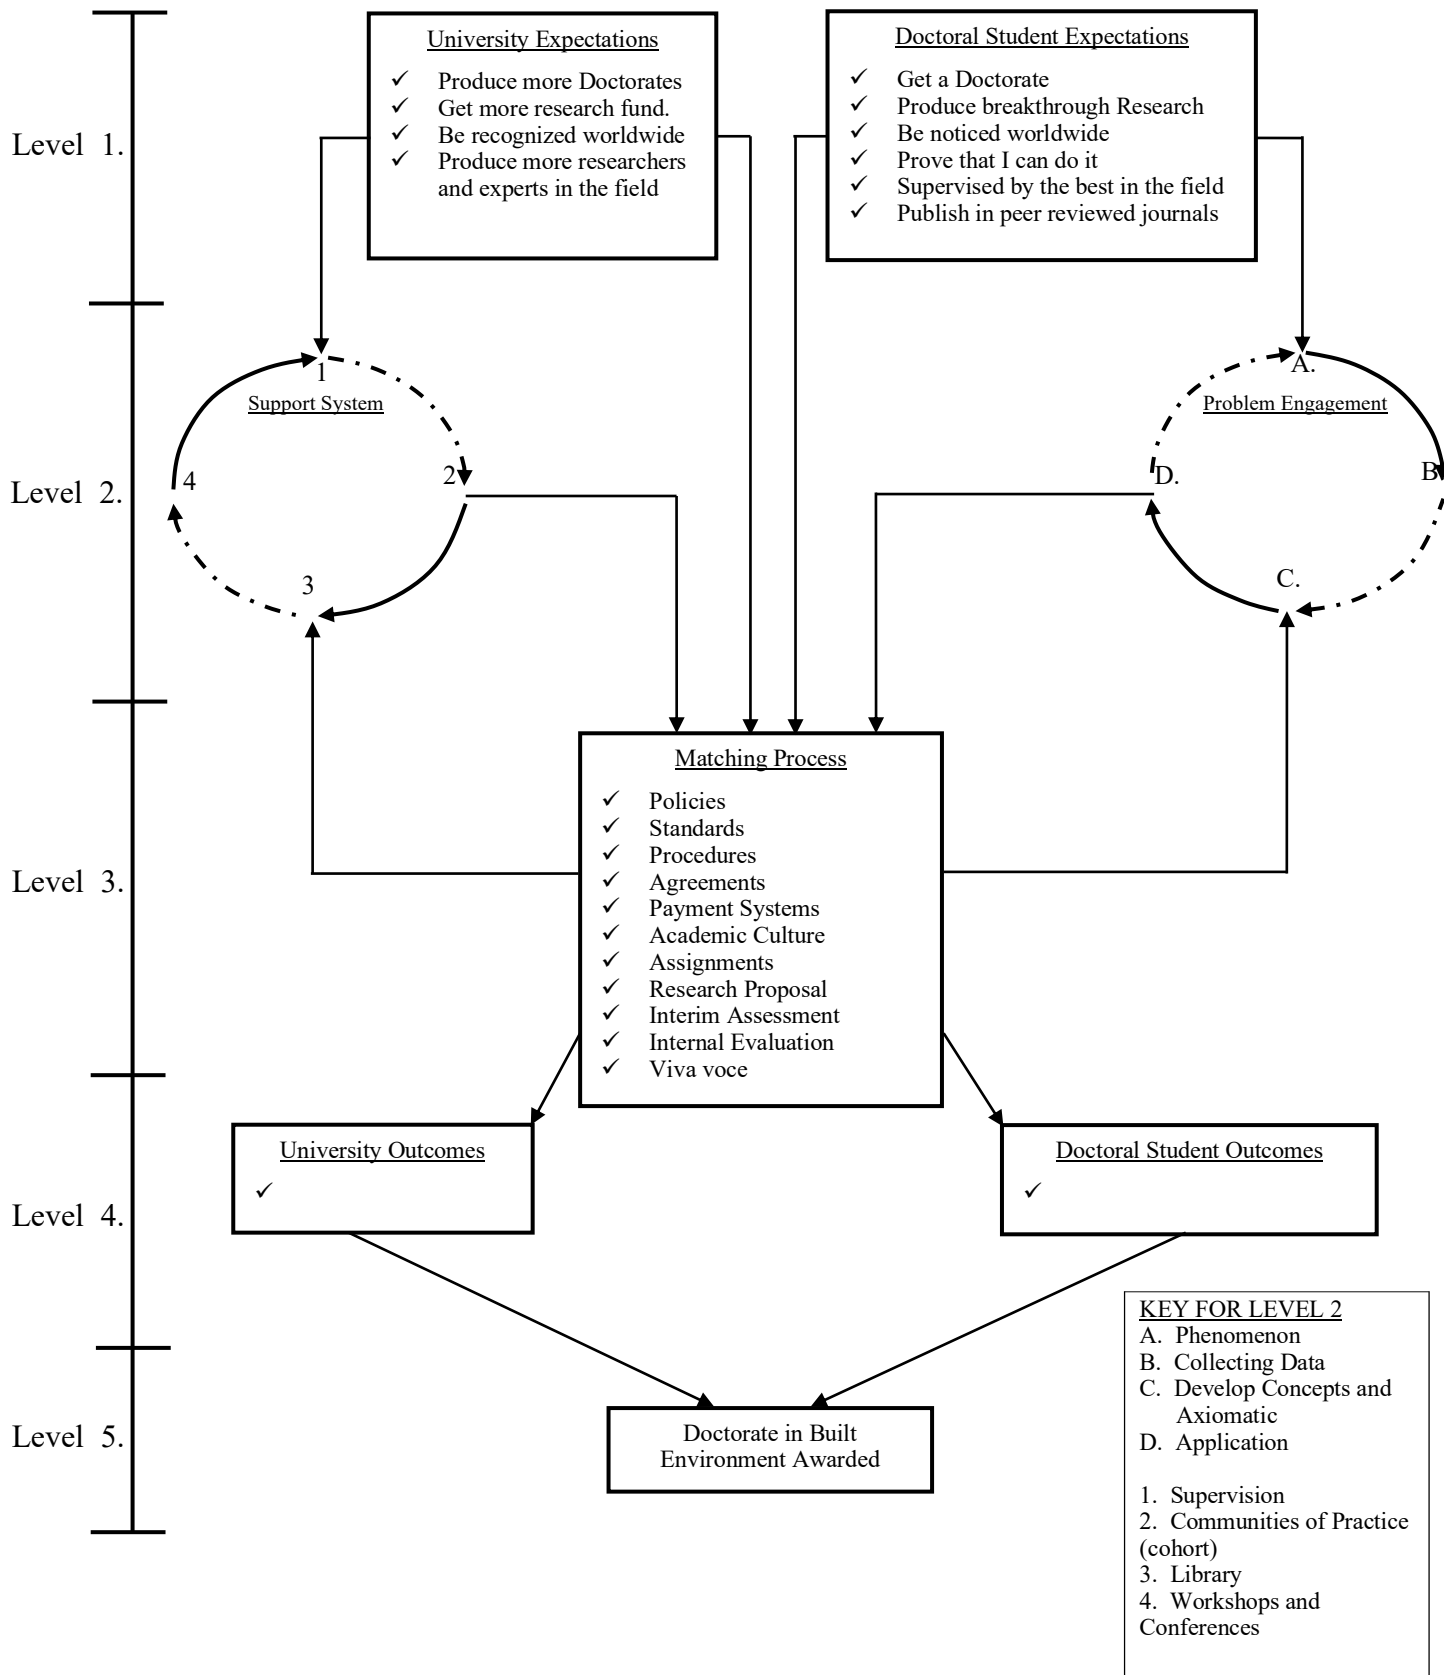 University Expectations
✓ Produce more Doctorates
✓ Get more research fund.
✓ Be recognized worldwide
✓ Produce more researchers
and experts in the field
Doctoral Student Expectations
✓ Get a Doctorate
✓ Produce breakthrough Research
✓ Be noticed worldwide
✓ Prove that I can do it
✓ Supervised by the best in the field
✓ Publish in peer reviewed journals
Level 1.
1
Support System
2
3
4
A.
Problem Engagement
B
C.
D.
Level 2.
Matching Process
✓ Policies
✓ Standards
✓ Procedures
✓ Agreements
✓ Payment Systems
✓ Academic Culture
✓ Assignments
✓ Research Proposal
✓ Interim Assessment
✓ Internal Evaluation
✓ Viva voce
Level 3.
University Outcomes
✓
Doctoral Student Outcomes
✓
Level 4.
Doctorate in Built
Environment Awarded
Level 5.
KEY FOR LEVEL 2
A. Phenomenon
B. Collecting Data
C. Develop Concepts and
Axiomatic
D. Application
1. Supervision
2. Communities of Practice
(cohort)
3. Library
4. Workshops and
Conferences